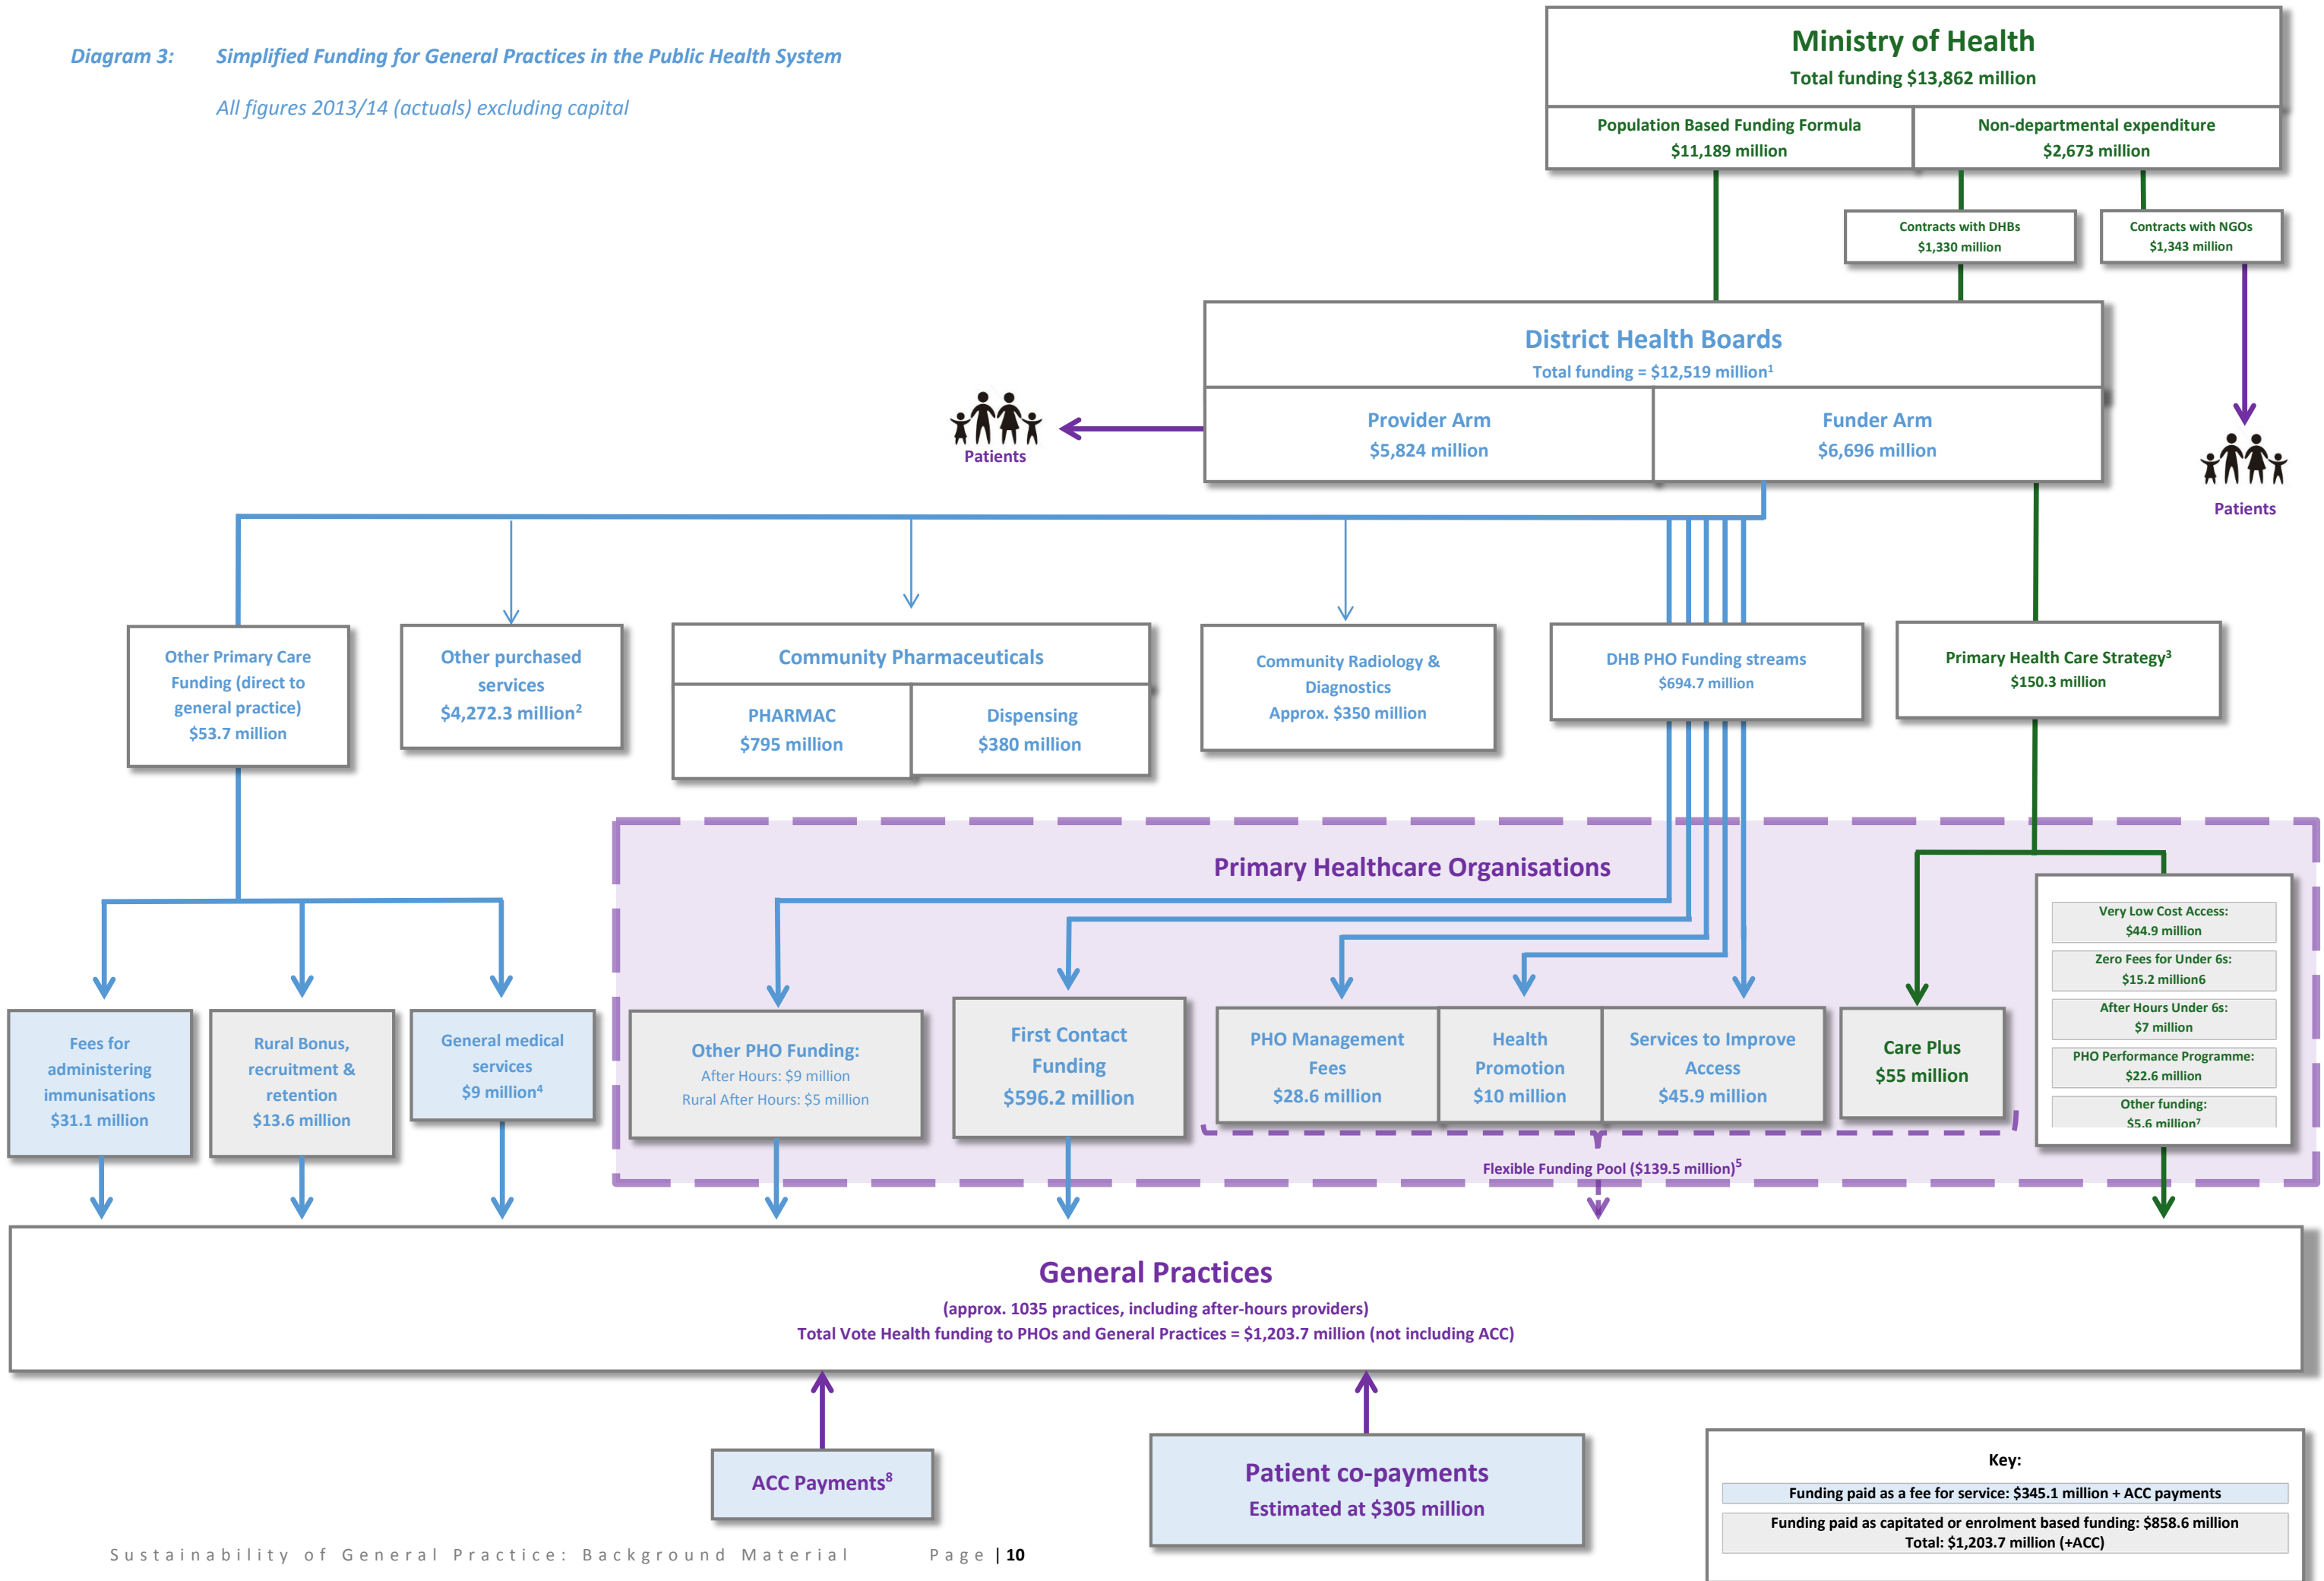 Diagram 3: Simplified Funding for General Practices in the Public Health System
All figures 2013/14 (actuals) excluding capital
Ministry of Health
Total funding $13,862 million
Population Based Funding Formula
$11,189 million
Non-departmental expenditure
$2,673 million
Contracts with DHBs
$1,330 million
Contracts with NGOs
$1,343 million
District Health Boards
Total funding = $12,519 million¹
Provider Arm
$5,824 million
Funder Arm
$6,696 million
Patients
Patients
Other Primary Care
Funding (direct to
general practice)
$53.7 million
Other purchased
services
$4,272.3 million²
Community Pharmaceuticals
PHARMAC
$795 million
Dispensing
$380 million
Community Radiology &
Diagnostics
Approx. $350 million
DHB PHO Funding streams
$694.7 million
Primary Health Care Strategy³
$150.3 million
Primary Healthcare Organisations
Fees for
administering
immunisations
$31.1 million
Rural Bonus,
recruitment &
retention
$13.6 million
General medical
services
$9 million⁴
Other PHO Funding:
After Hours: $9 million
Rural After Hours: $5 million
First Contact
Funding
$596.2 million
PHO Management
Fees
$28.6 million
Health
Promotion
$10 million
Services to Improve
Access
$45.9 million
Care Plus
$55 million
Very Low Cost Access:
$44.9 million
Zero Fees for Under 6s:
$15.2 million6
After Hours Under 6s:
$7 million
PHO Performance Programme:
$22.6 million
Other funding:
$5.6 million⁷
Flexible Funding Pool ($139.5 million)⁵
General Practices
(approx. 1035 practices, including after-hours providers)
Total Vote Health funding to PHOs and General Practices = $1,203.7 million (not including ACC)
ACC Payments⁸
Patient co-payments
Estimated at $305 million
Key:
Funding paid as a fee for service: $345.1 million + ACC payments
Funding paid as capitated or enrolment based funding: $858.6 million
Total: $1,203.7 million (+ACC)
Sustainability of General Practice: Background Material Page | 10